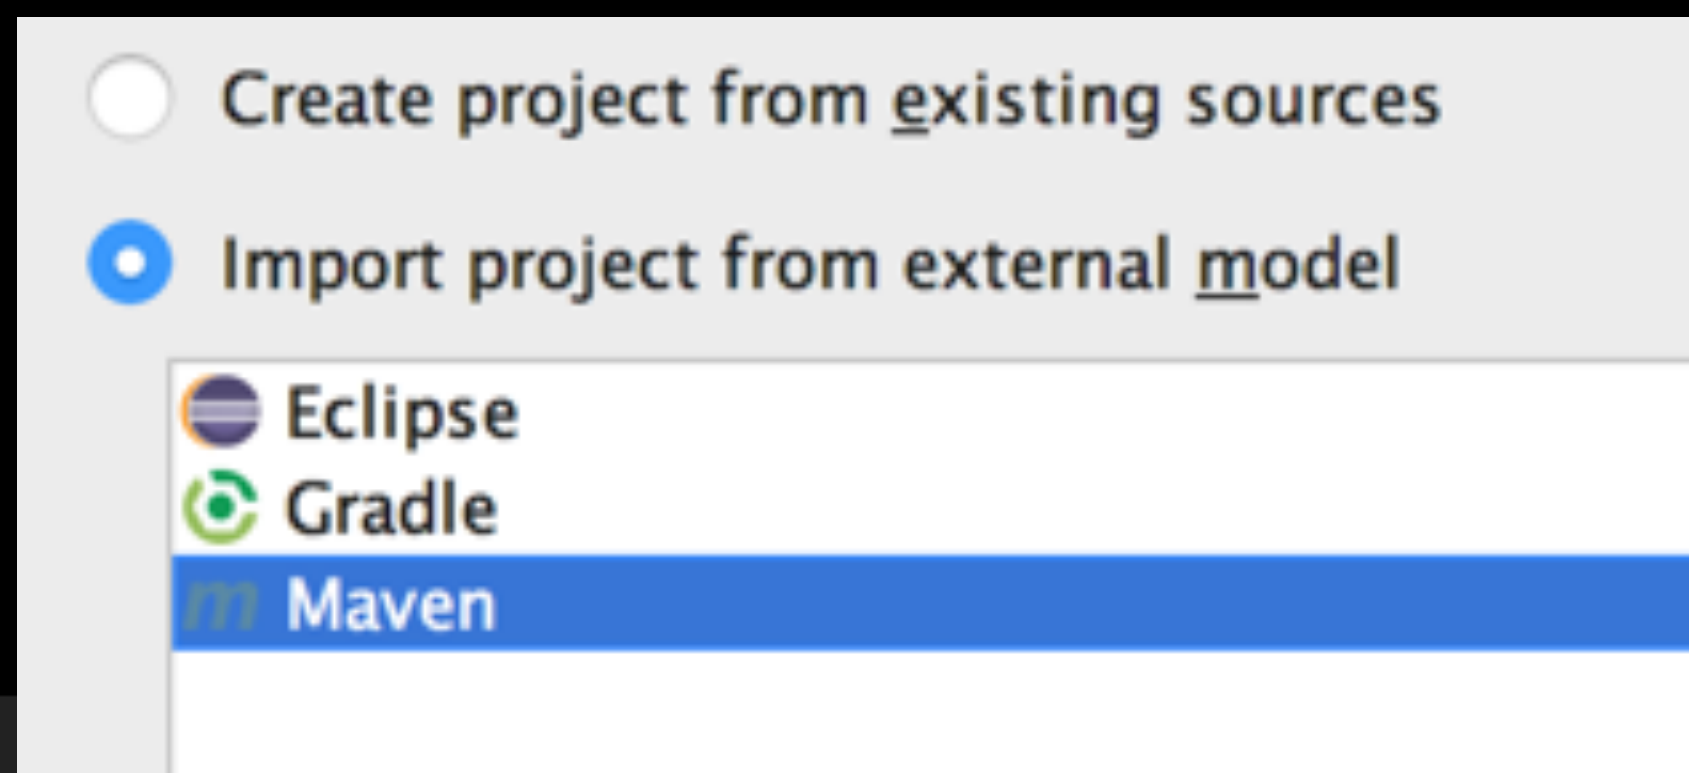 Create project from existing sources
Import project from external model
Eclipse
Gradle
m Maven